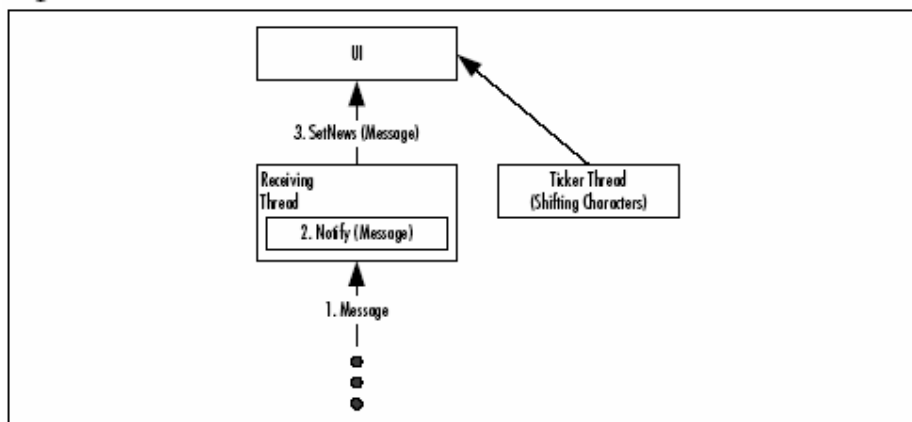 UI
3. SetNews (Message)
Receiving
Thread
2. Notify (Message)
Ticker Thread
(Shifting Characters)
1. Message